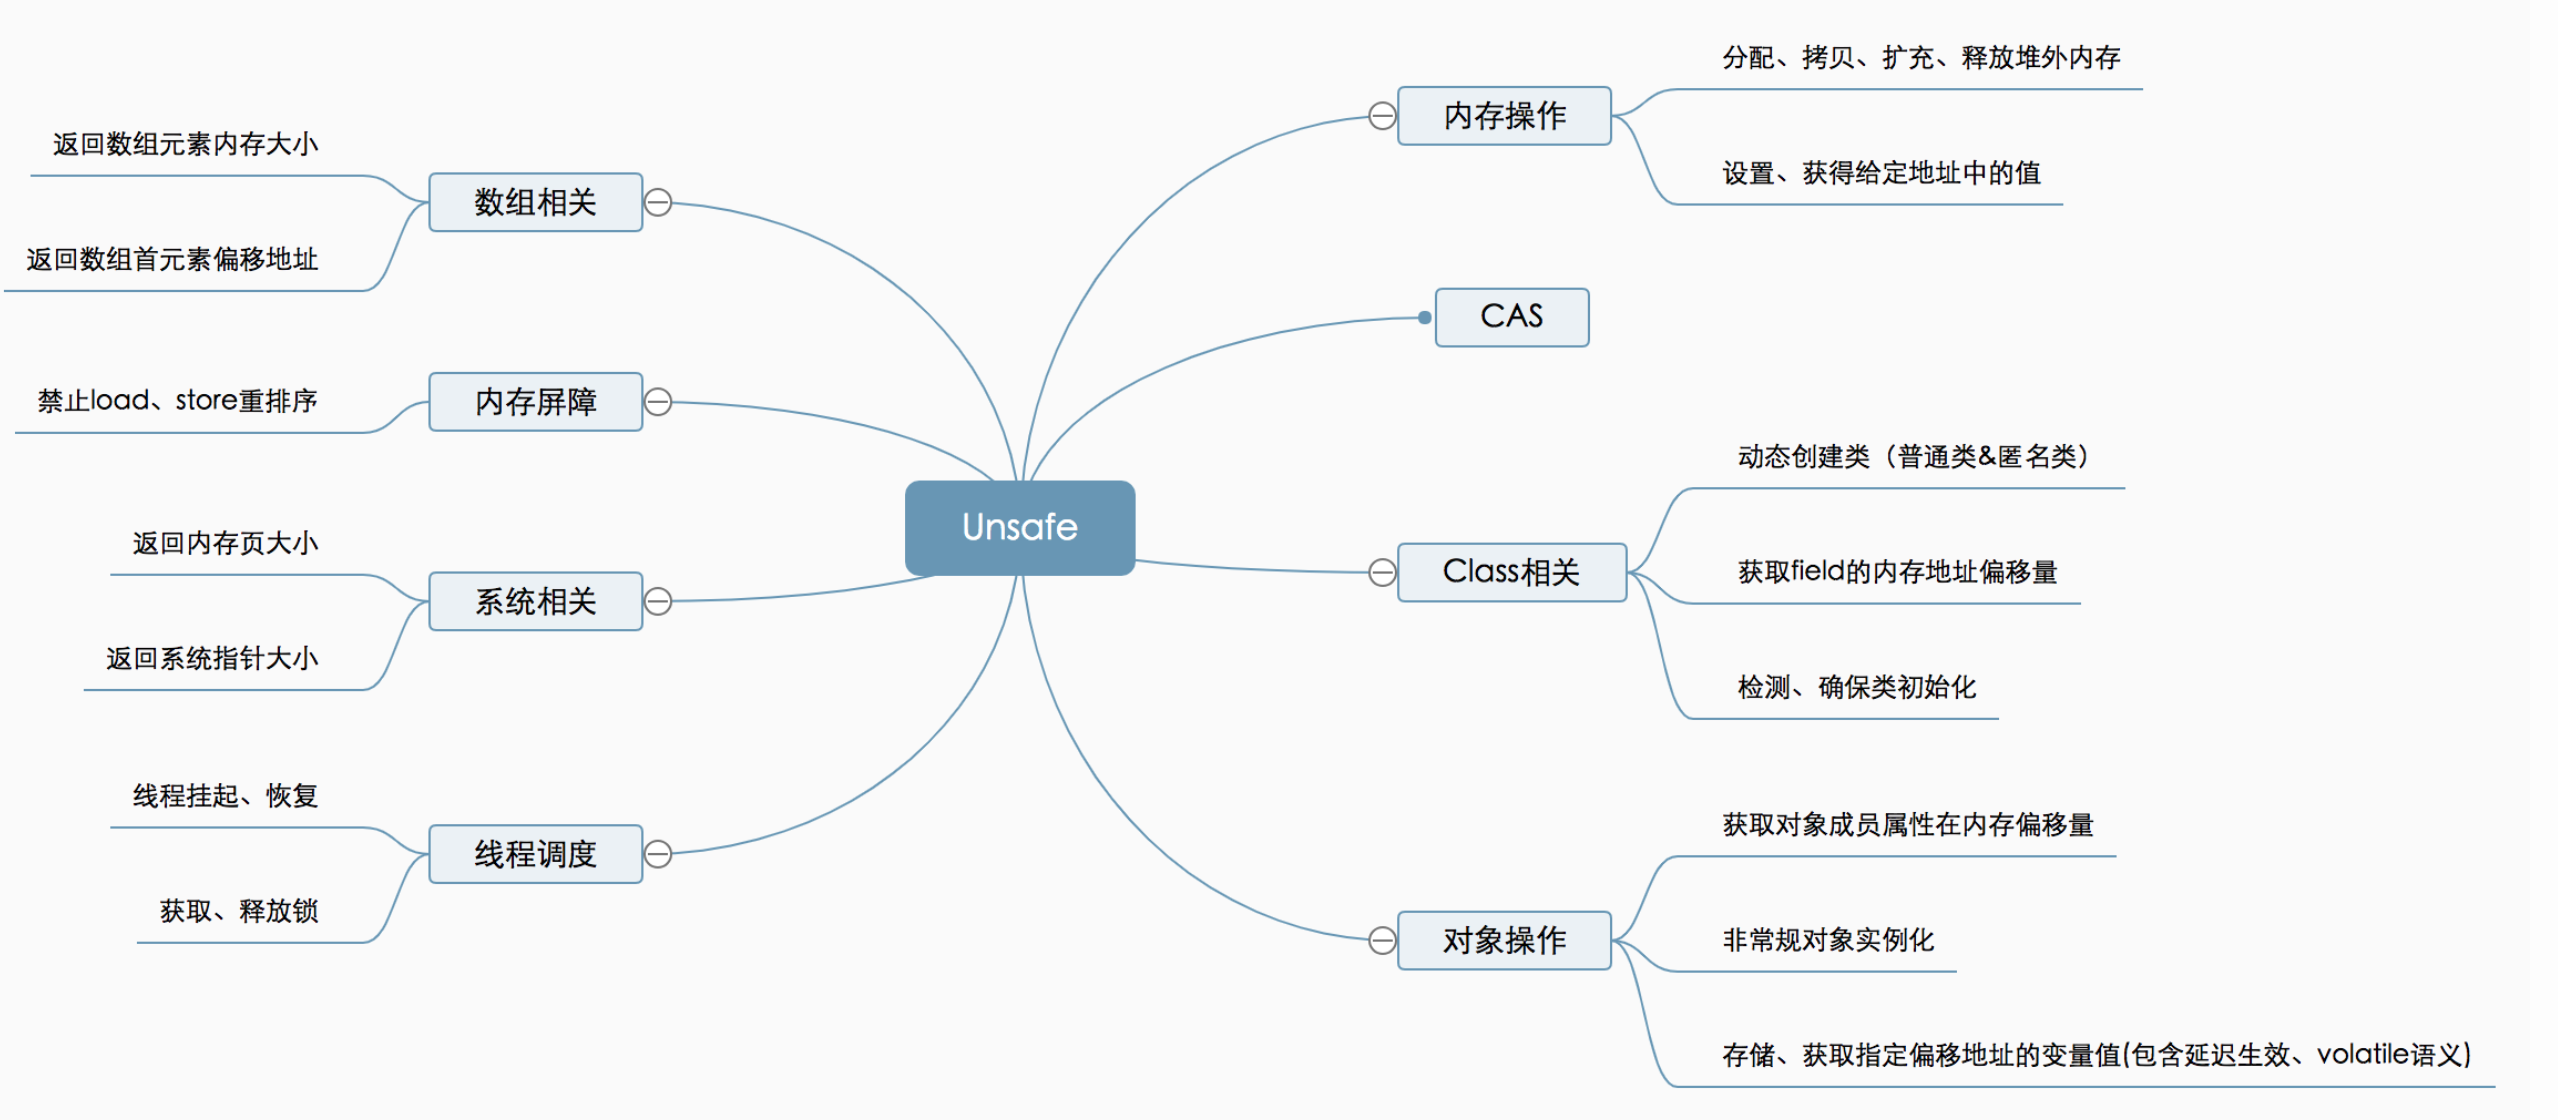 Unsafe
内存操作
分配、拷贝、扩充、释放堆外内存
设置、获得给定地址中的值
CAS
Class相关
动态创建类（普通类&匿名类）
获取field的内存地址偏移量
检测、确保类初始化
对象操作
获取对象成员属性在内存偏移量
非常规对象实例化
存储、获取指定偏移地址的变量值(包含延迟生效、volatile语义)
数组相关
返回数组元素内存大小
返回数组首元素偏移地址
内存屏障
禁止load、store重排序
系统相关
返回内存页大小
返回系统指针大小
线程调度
线程挂起、恢复
获取、释放锁